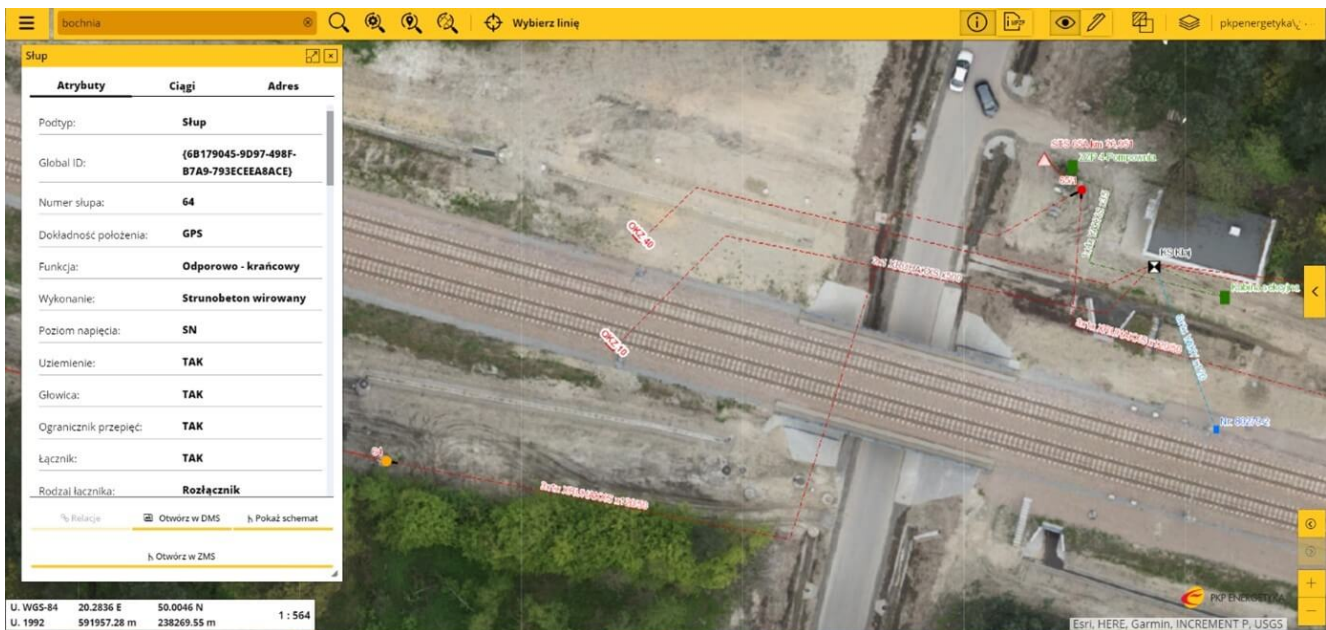 bochnia
Wybierz linię
MPZP
pkpenergetyka\
Słup
Atrybuty Ciągi Adres
Podtyp: Słup
Global ID: {6B179045-9D97-498F-
B7A9-793ECEEA8ACE}
Numer słupa: 64
Dokładność położenia: GPS
Funkcja: Odporowo - krańcowy
Wykonanie: Strunobeton wirowany
Poziom napięcia: SN
Uziemienie: TAK
Głowica: TAK
Ogranicznik przepięć: TAK
Łącznik: TAK
Rodzaj łącznika: Rozłącznik
Relacje Otwórz w DMS Pokaż schemat
Otwórz w ZMS
OKZ 40
OKZ 10
U. WGS-84 20.2836 E 50.0046 N
U. 1992 591957.28 m 238269.55 m
1 : 564
PKP ENERGETYKA
Esri, HERE, Garmin, INCREMENT P, USGS